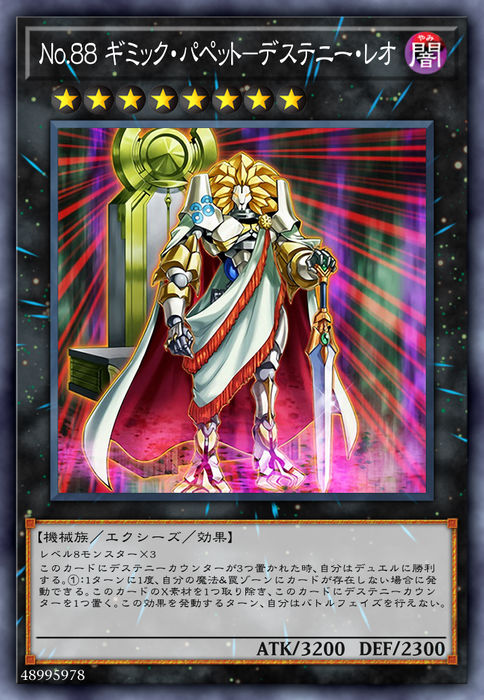 No.88 ギミック・パペット－デステニー・レオ
やみ
闇
【機械族／エクシーズ／効果】
レベル8モンスター×3
このカードにデステニーカウンターが3つ置かれた時、自分はデュエルに勝利
する。①:1ターンに1度、自分の魔法&罠ゾーンにカードが存在しない場合に発
動できる。このカードのX素材を1つ取り除き、このカードにデステニーカウン
ターを1つ置く。この効果を発動するターン、自分はバトルフェイズを行えない。
ATK/3200 DEF/2300
48995978